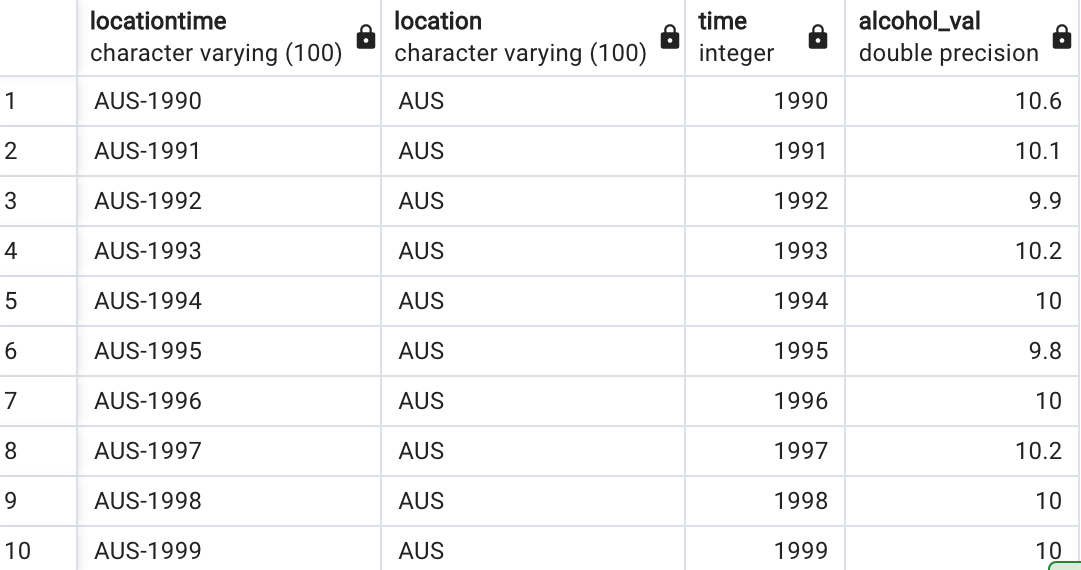 locationtime location time alcohol_val
character varying (100) character varying (100) integer double precision
1 AUS-1990 AUS 1990 10.6
2 AUS-1991 AUS 1991 10.1
3 AUS-1992 AUS 1992 9.9
4 AUS-1993 AUS 1993 10.2
5 AUS-1994 AUS 1994 10
6 AUS-1995 AUS 1995 9.8
7 AUS-1996 AUS 1996 10
8 AUS-1997 AUS 1997 10.2
9 AUS-1998 AUS 1998 10
10 AUS-1999 AUS 1999 10